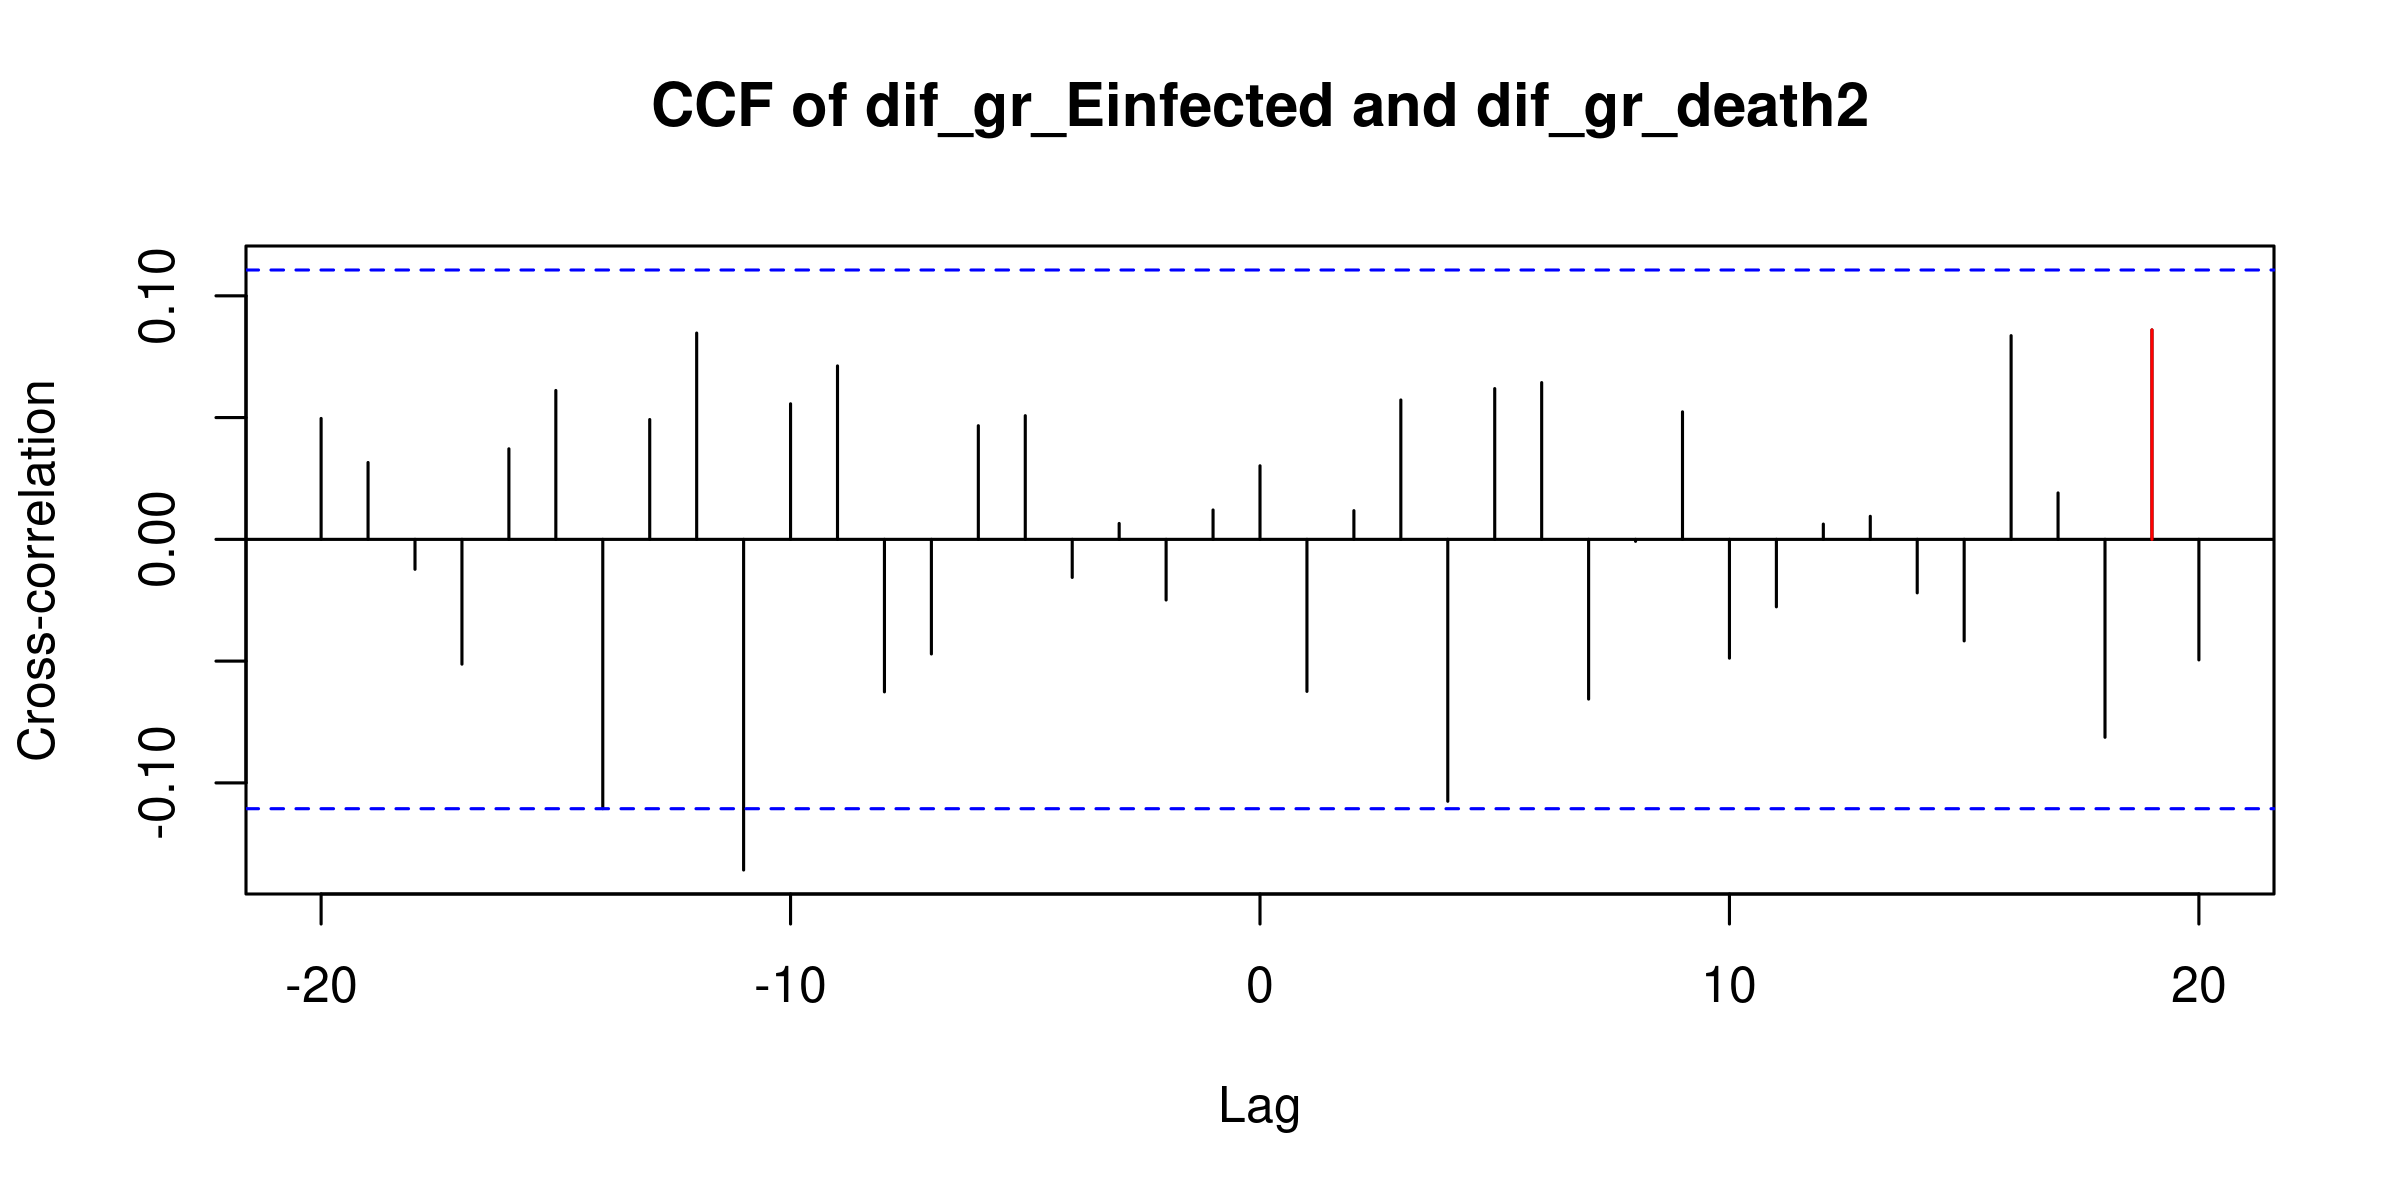 CCF of dif_gr_Einfected and dif_gr_death2
Cross-correlation
0.10
0.00
-0.10
-20 -10 0 10 20
Lag